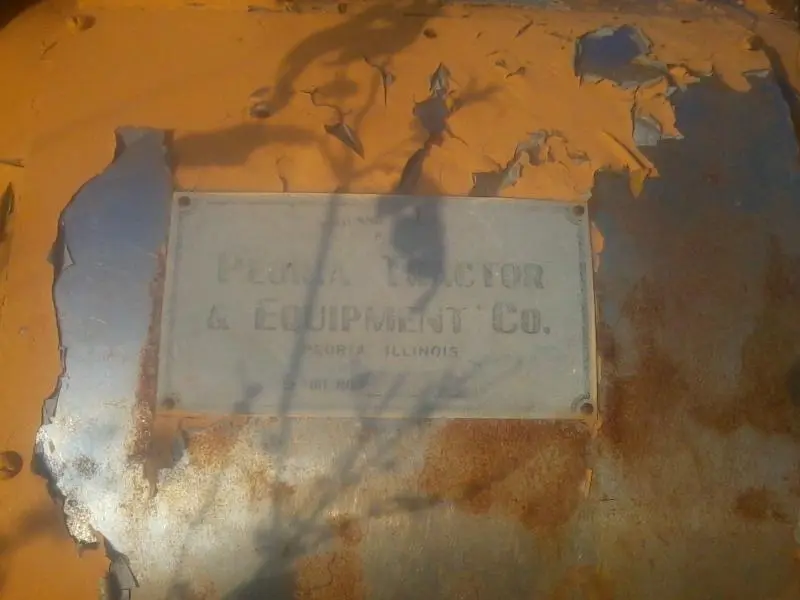 PEORIA TRACTOR
& EQUIPMENT CO.
PEORIA ILLINOIS